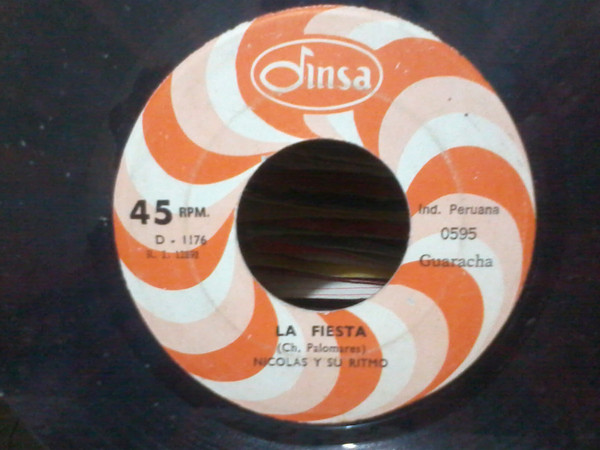 dinsa
45 RPM.
D - 1176
Ind. Peruana
0595
Guaracha
LA FIESTA
(Ch. Palomares)
NICOLAS Y SU RITMO